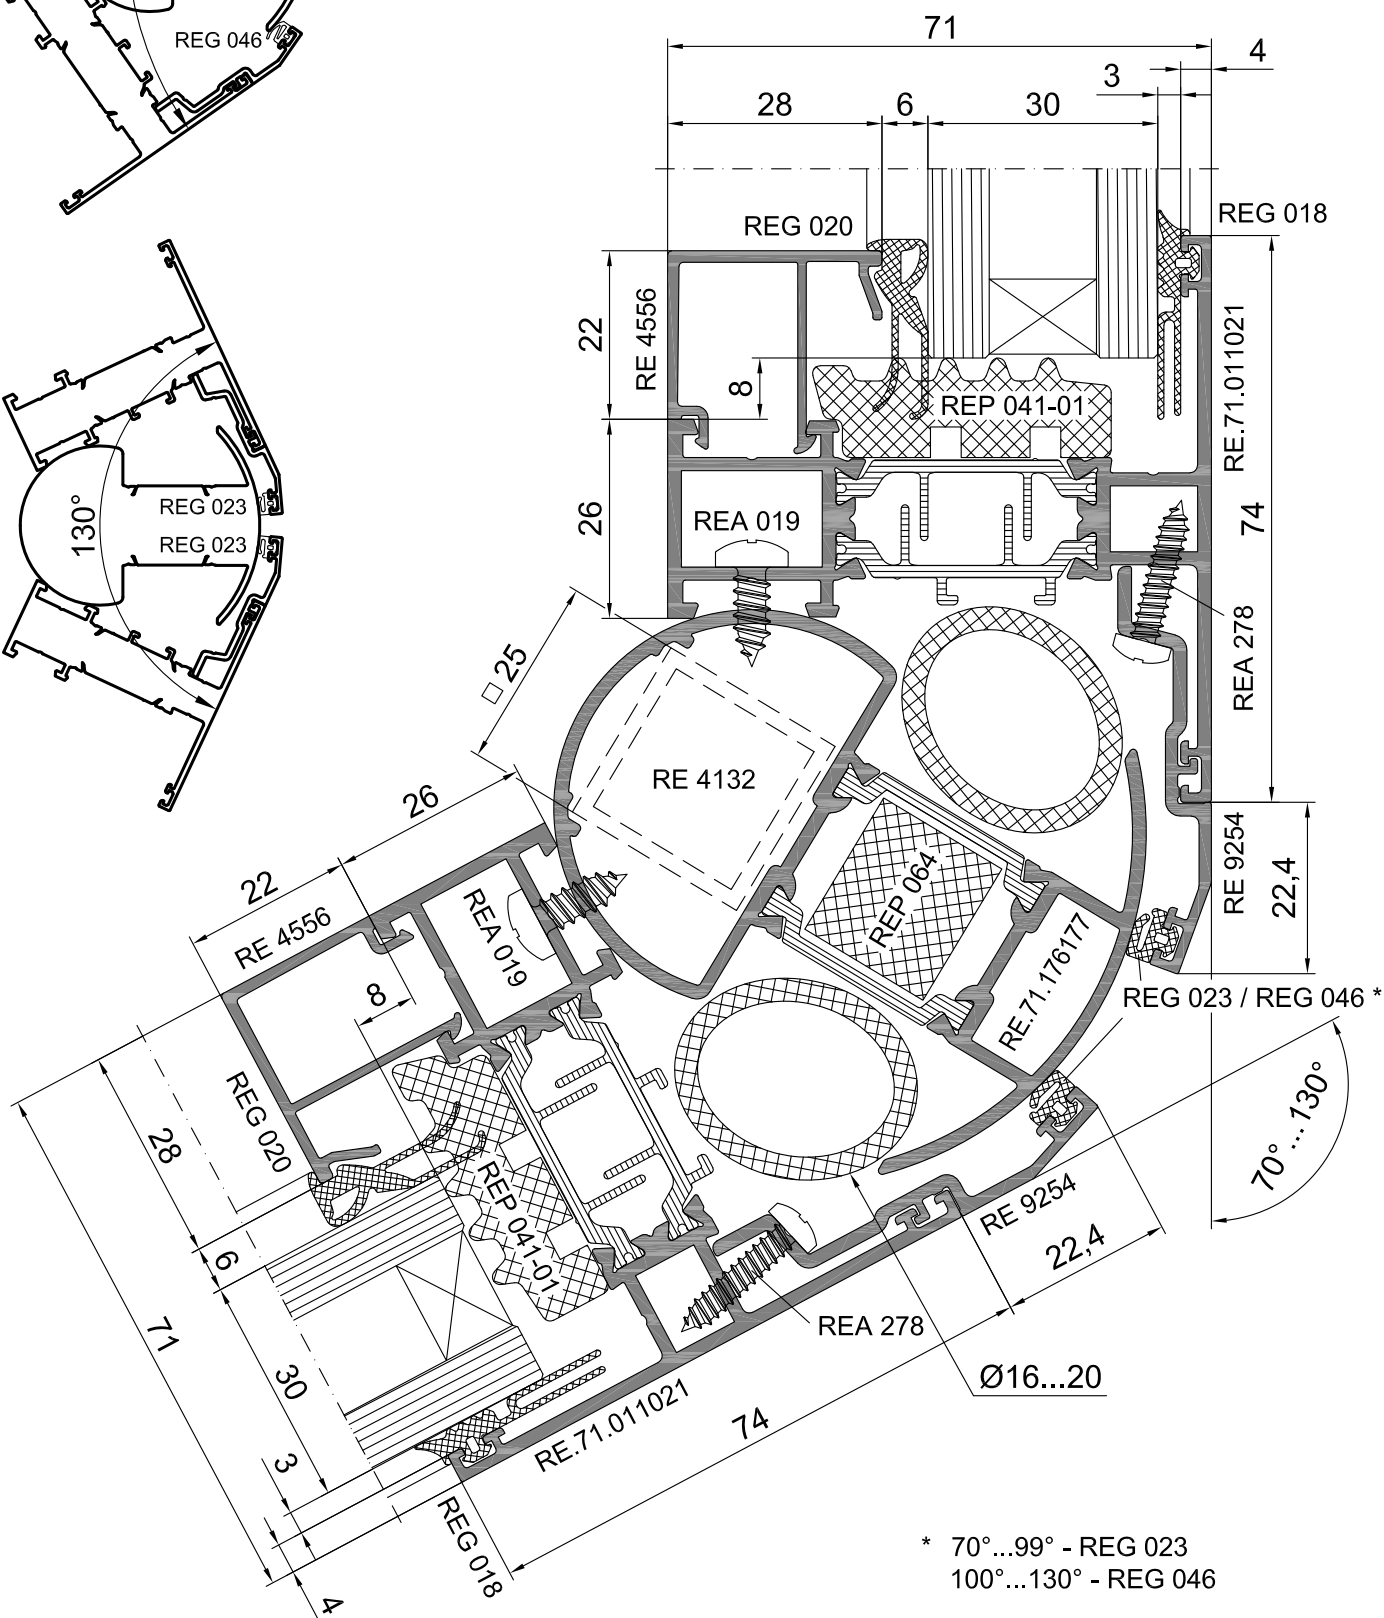 REG 046
71
4
3
28
6
30
REG 020
REG 018
22
RE 4556
8
REP 041-01
RE.71.011021
130°
REG 023
REG 023
26
REA 019
74
REA 278
□ 25
RE 4132
26
22
RE 4556
REA 019
REP 064
RE 9254
22,4
RE.71.176177
8
REG 023 / REG 046 *
70°...130°
28
REG 020
REP 041-01
6
RE 9254
22,4
71
30
REA 278
Ø16...20
74
RE.71.011021
3
REG 018
4
* 70°...99° - REG 023
100°...130° - REG 046